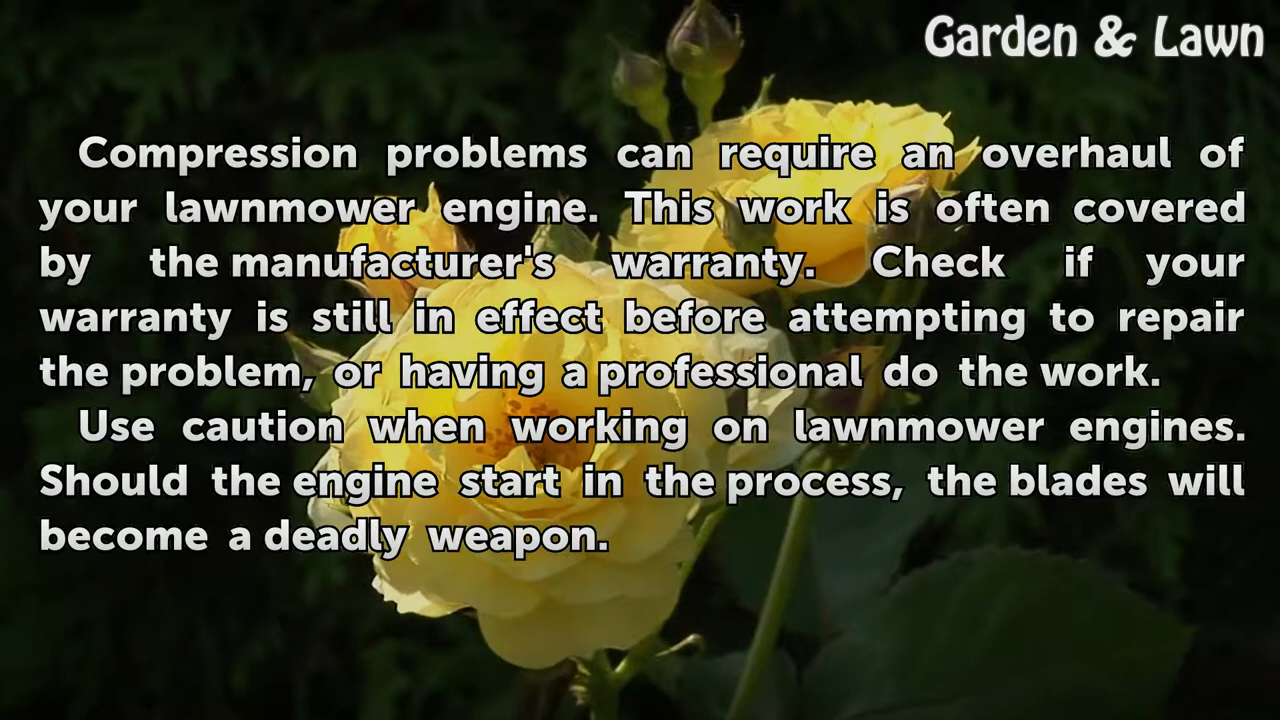 Garden & Lawn
Compression problems can require an overhaul of
your lawnmower engine. This work is often covered
by the manufacturer's warranty. Check if your
warranty is still in effect before attempting to repair
the problem, or having a professional do the work.
Use caution when working on lawnmower engines.
Should the engine start in the process, the blades will
become a deadly weapon.